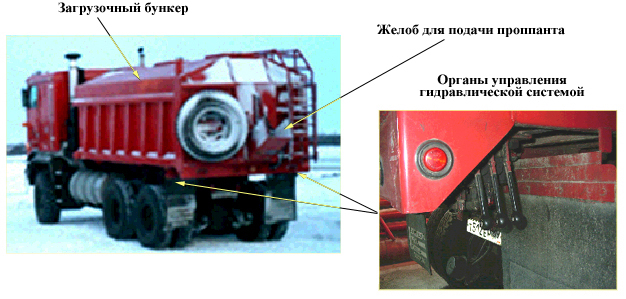 Загрузочный бункер
Желоб для подачи проппанта
Органы управления
гидравлической системой